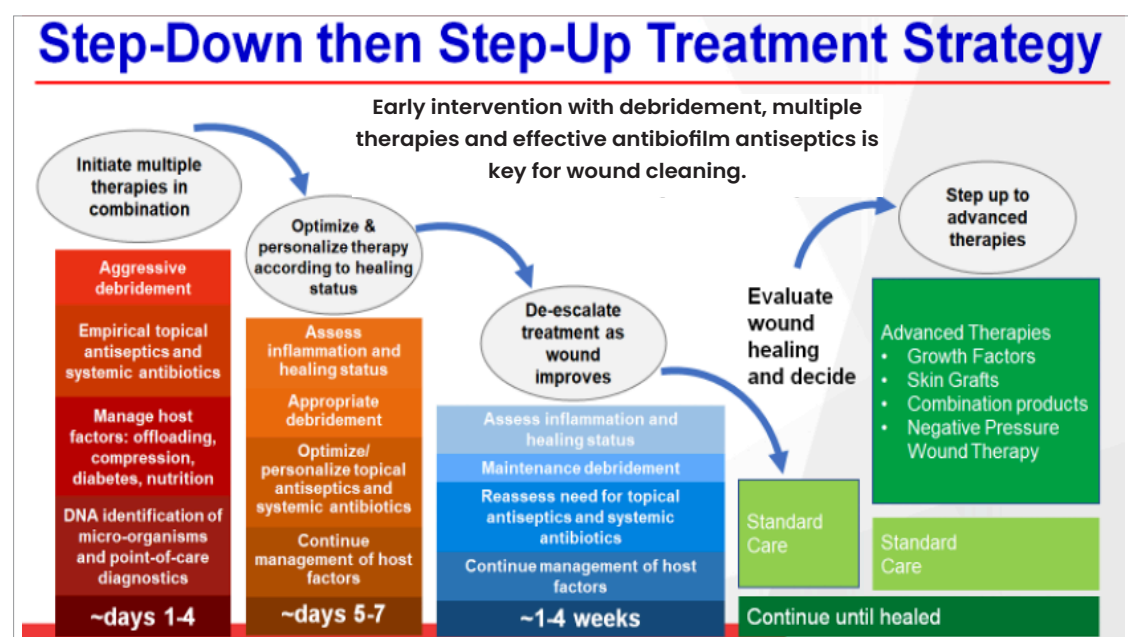 Step-Down then Step-Up Treatment Strategy
Early intervention with debridement, multiple
therapies and effective antibiofilm antiseptics is
key for wound cleaning.
Initiate multiple
therapies in
combination
Aggressive
debridement
Empirical topical
antiseptics and
systemic antibiotics
Manage host
factors: offloading,
compression,
diabetes, nutrition
DNA identification of
micro-organisms
and point-of-care
diagnostics
~days 1-4
Optimize &
personalize therapy
according to healing
status
Assess
inflammation and
healing status
Appropriate
debridement
Optimize/
personalize topical
antiseptics and
systemic antibiotics
Continue
management of host
factors
~days 5-7
De-escalate
treatment as
wound
improves
Assess inflammation and
healing status
Maintenance debridement
Reassess need for topical
antiseptics and systemic
antibiotics
Continue management of host
factors
~1-4 weeks
Evaluate
wound
healing
and decide
Standard
Care
Step up to
advanced
therapies
Advanced Therapies
• Growth Factors
• Skin Grafts
• Combination products
• Negative Pressure
Wound Therapy
Standard
Care
Continue until healed